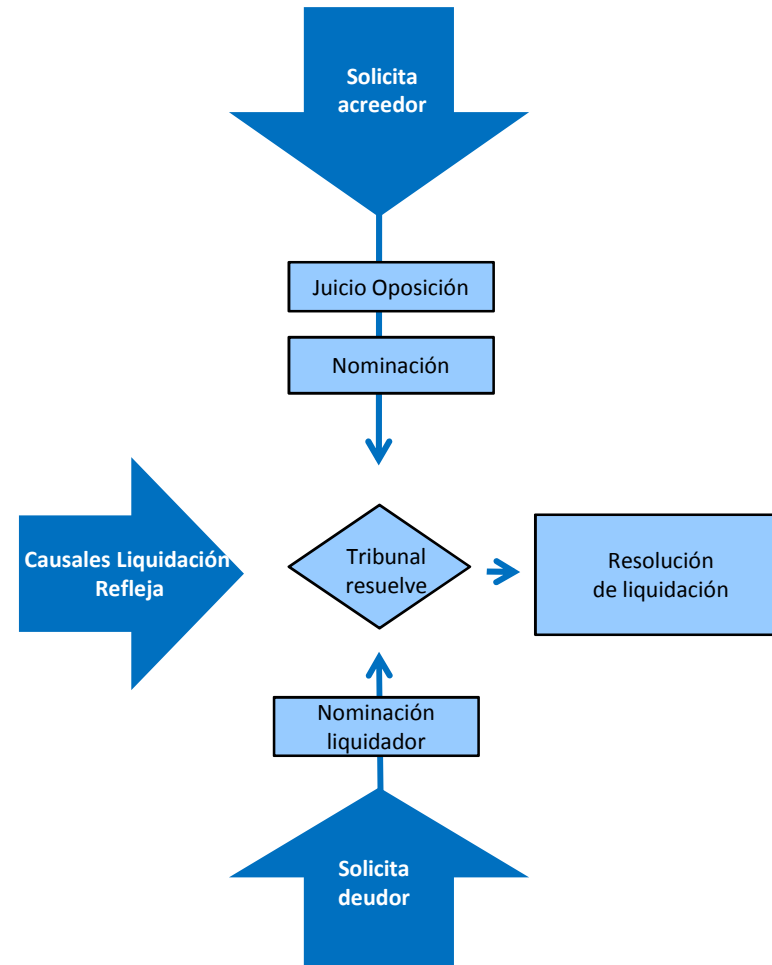 Solicita
acreedor
Juicio Oposición
Nominación
Causales Liquidación
Refleja
Tribunal
resuelve
Resolución
de liquidación
Nominación
liquidador
Solicita
deudor